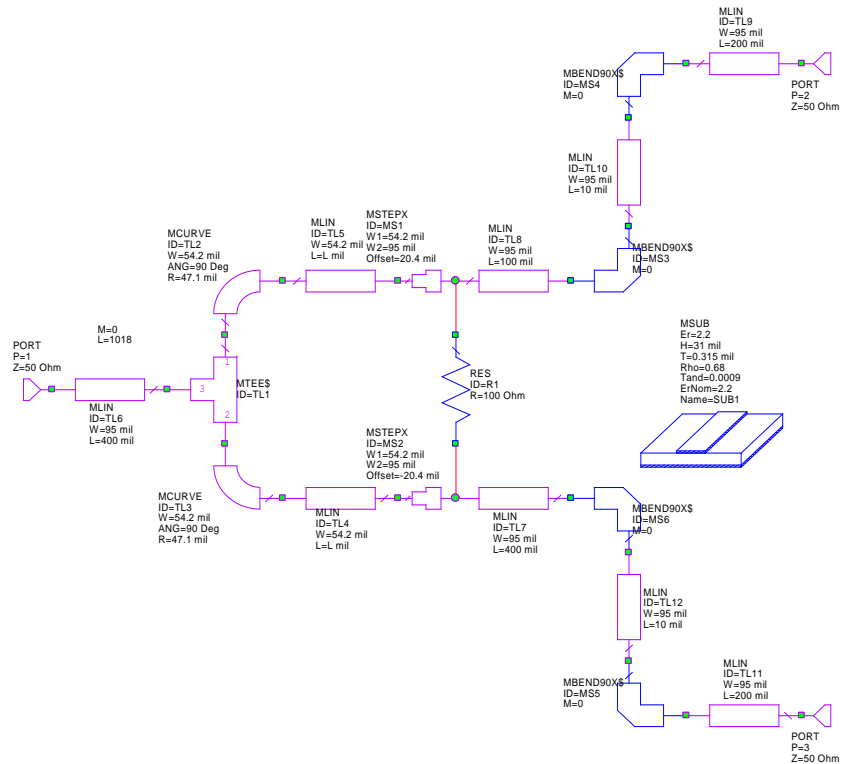 MLIN
ID=TL9
W=95 mil
L=200 mil
MBEND90X$
ID=MS4
M=0
PORT
P=2
Z=50 Ohm
MLIN
ID=TL10
W=95 mil
L=10 mil
MCURVE
ID=TL2
W=54.2 mil
ANG=90 Deg
R=47.1 mil
MLIN
ID=TL5
W=54.2 mil
L=L mil
MSTEPX
ID=MS1
W1=54.2 mil
W2=95 mil
Offset=20.4 mil
MLIN
ID=TL8
W=95 mil
L=100 mil
MBEND90X$
ID=MS3
M=0
PORT
P=1
Z=50 Ohm
M=0
L=1018
MLIN
ID=TL6
W=95 mil
L=400 mil
1
3
2
MTEE$
ID=TL1
RES
ID=R1
R=100 Ohm
MSUB
Er=2.2
H=31 mil
T=0.315 mil
Rho=0.68
Tand=0.0009
ErNom=2.2
Name=SUB1
MSTEPX
ID=MS2
W1=54.2 mil
W2=95 mil
Offset=-20.4 mil
MCURVE
ID=TL3
W=54.2 mil
ANG=90 Deg
R=47.1 mil
MLIN
ID=TL4
W=54.2 mil
L=L mil
MLIN
ID=TL7
W=95 mil
L=400 mil
MBEND90X$
ID=MS6
M=0
MLIN
ID=TL12
W=95 mil
L=10 mil
MBEND90X$
ID=MS5
M=0
MLIN
ID=TL11
W=95 mil
L=200 mil
PORT
P=3
Z=50 Ohm